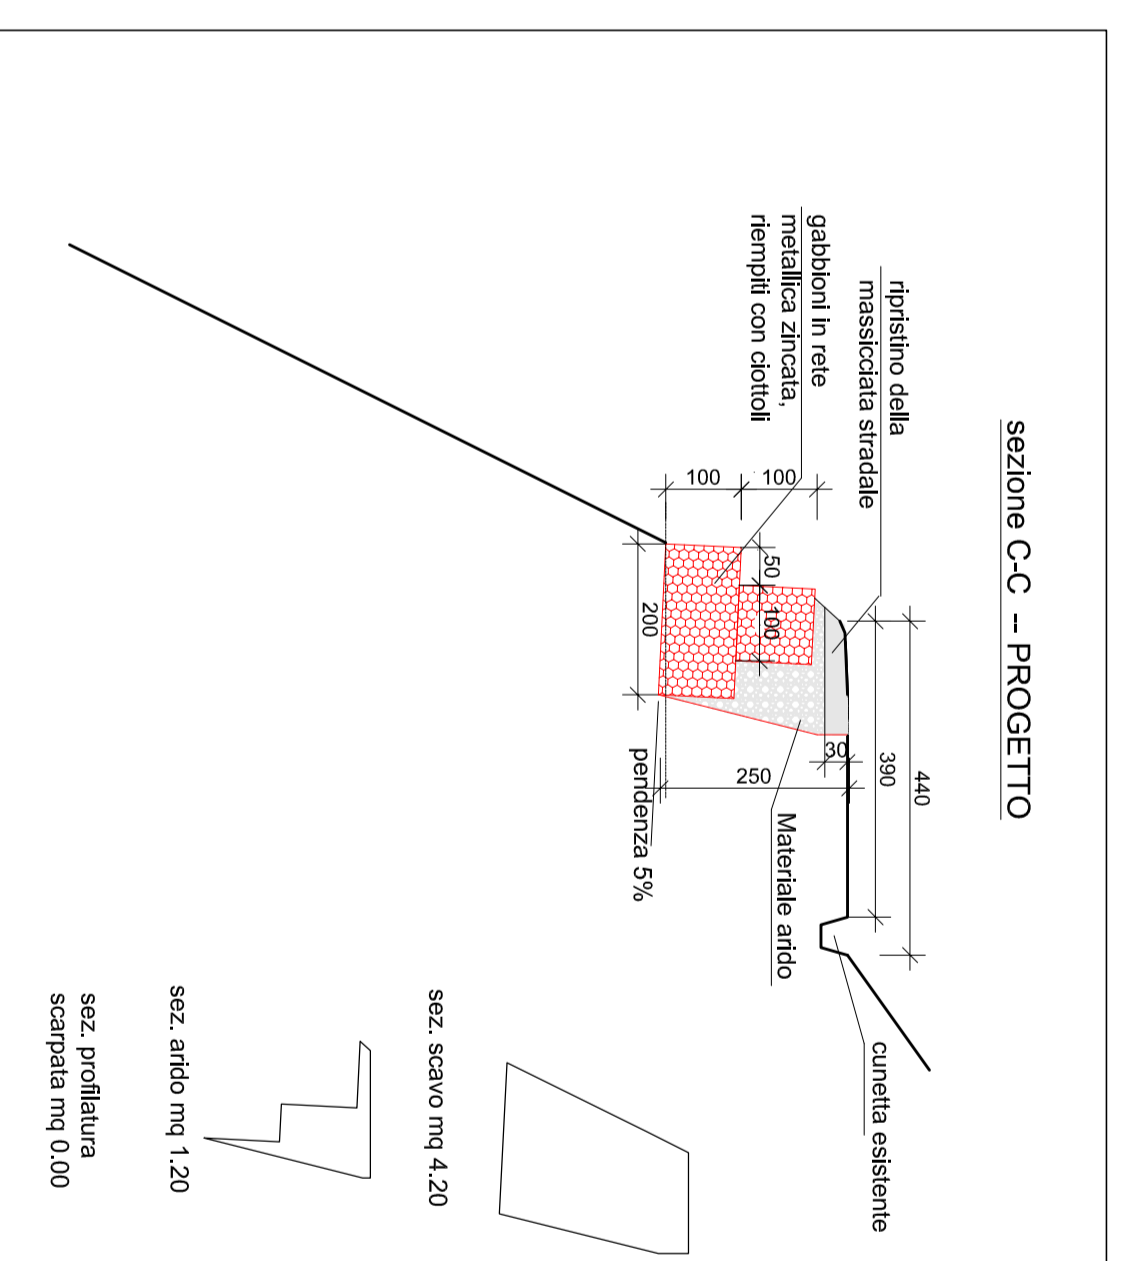 sezione C-C -- PROGETTO
ripristino della
massicciata stradale
gabbioni in rete
metallica zincata,
riempiti con ciottoli
440
390
30
250
100
100
50
100
200
pendenza 5%
Materiale arido
cunetta esistente
sez. scavo mq 4.20
sez. arido mq 1.20
sez. profilatura
scarpata mq 0.00